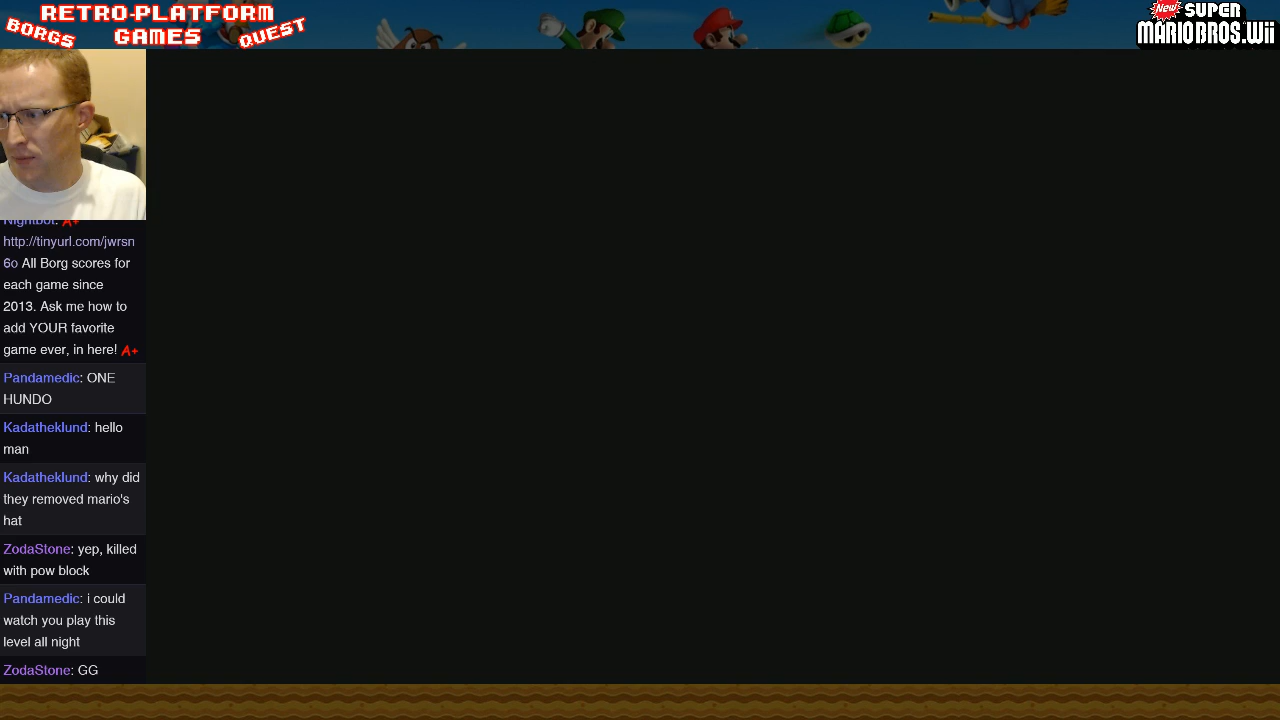 RETRO-PLATFORM
BORGS GAMES QUEST
New SUPER
MARIO BROS.Wii
Nightbot: A+
http://tinyurl.com/jwrsn
6o All Borg scores for
each game since
2013. Ask me how to
add YOUR favorite
game ever, in here! A+
Pandamedic: ONE
HUNDO
Kadatheklund: hello
man
Kadatheklund: why did
they removed mario's
hat
ZodaStone: yep, killed
with pow block
Pandamedic: i could
watch you play this
level all night
ZodaStone: GG